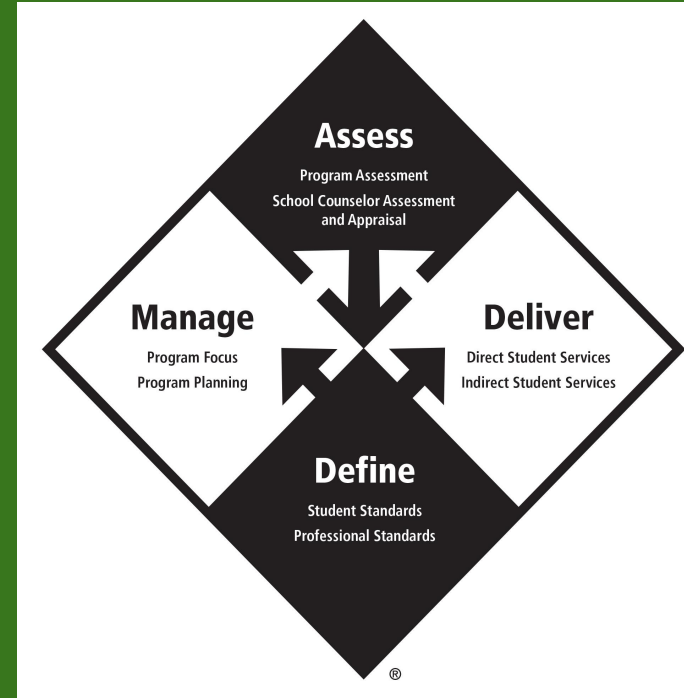 Assess
Program Assessment
School Counselor Assessment
and Appraisal
Manage
Program Focus
Program Planning
Deliver
Direct Student Services
Indirect Student Services
Define
Student Standards
Professional Standards
®